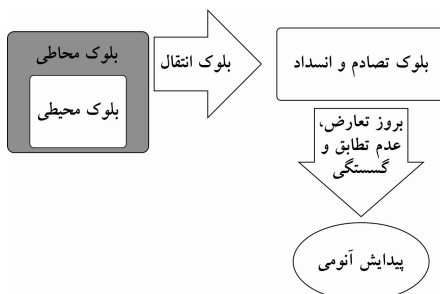 بلوک محاطی
بلوک محیطی
بلوک انتقال
بلوک تصادم و انسداد
بروز تعارض،
عدم تطابق و
گسستگی
پیدایش آنومی